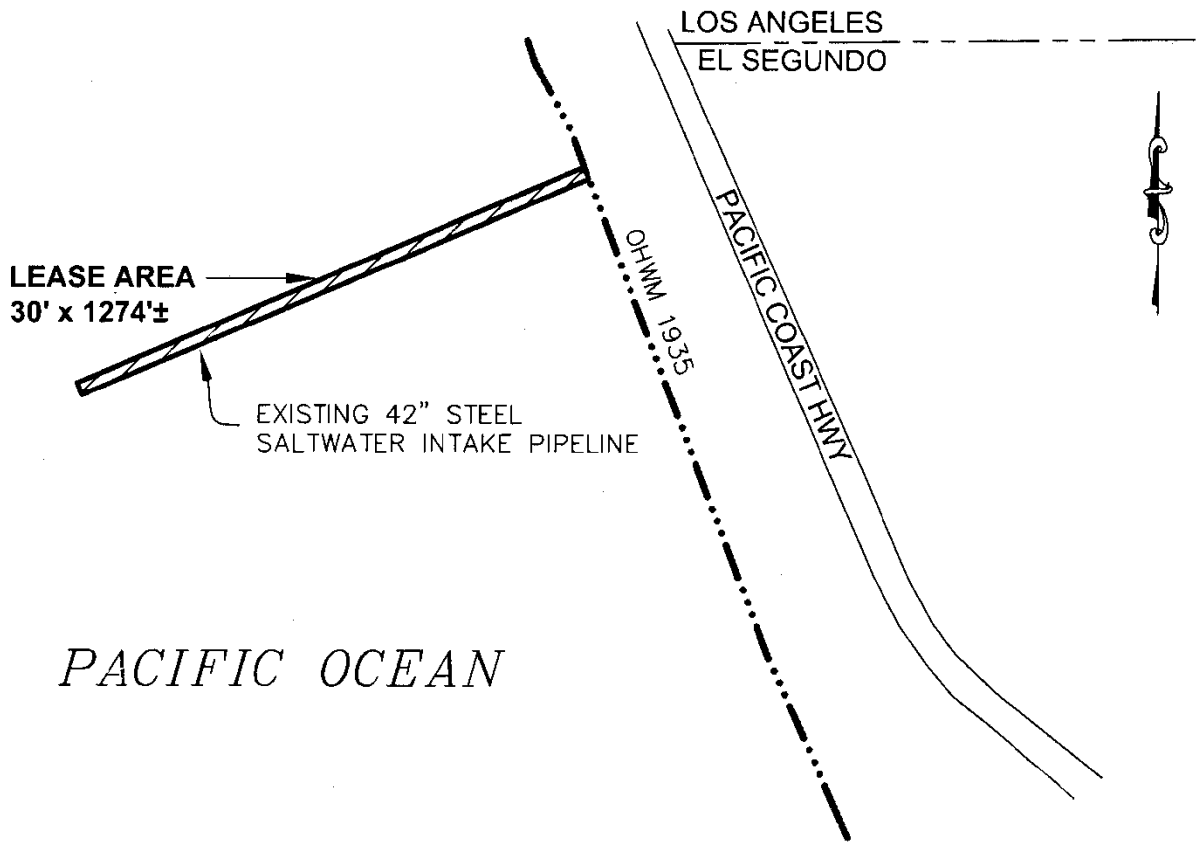 LOS ANGELES
EL SEGUNDO
PACIFIC COAST HWY
OHWM 1935
LEASE AREA
30' x 1274'±
EXISTING 42" STEEL
SALTWATER INTAKE PIPELINE
PACIFIC OCEAN